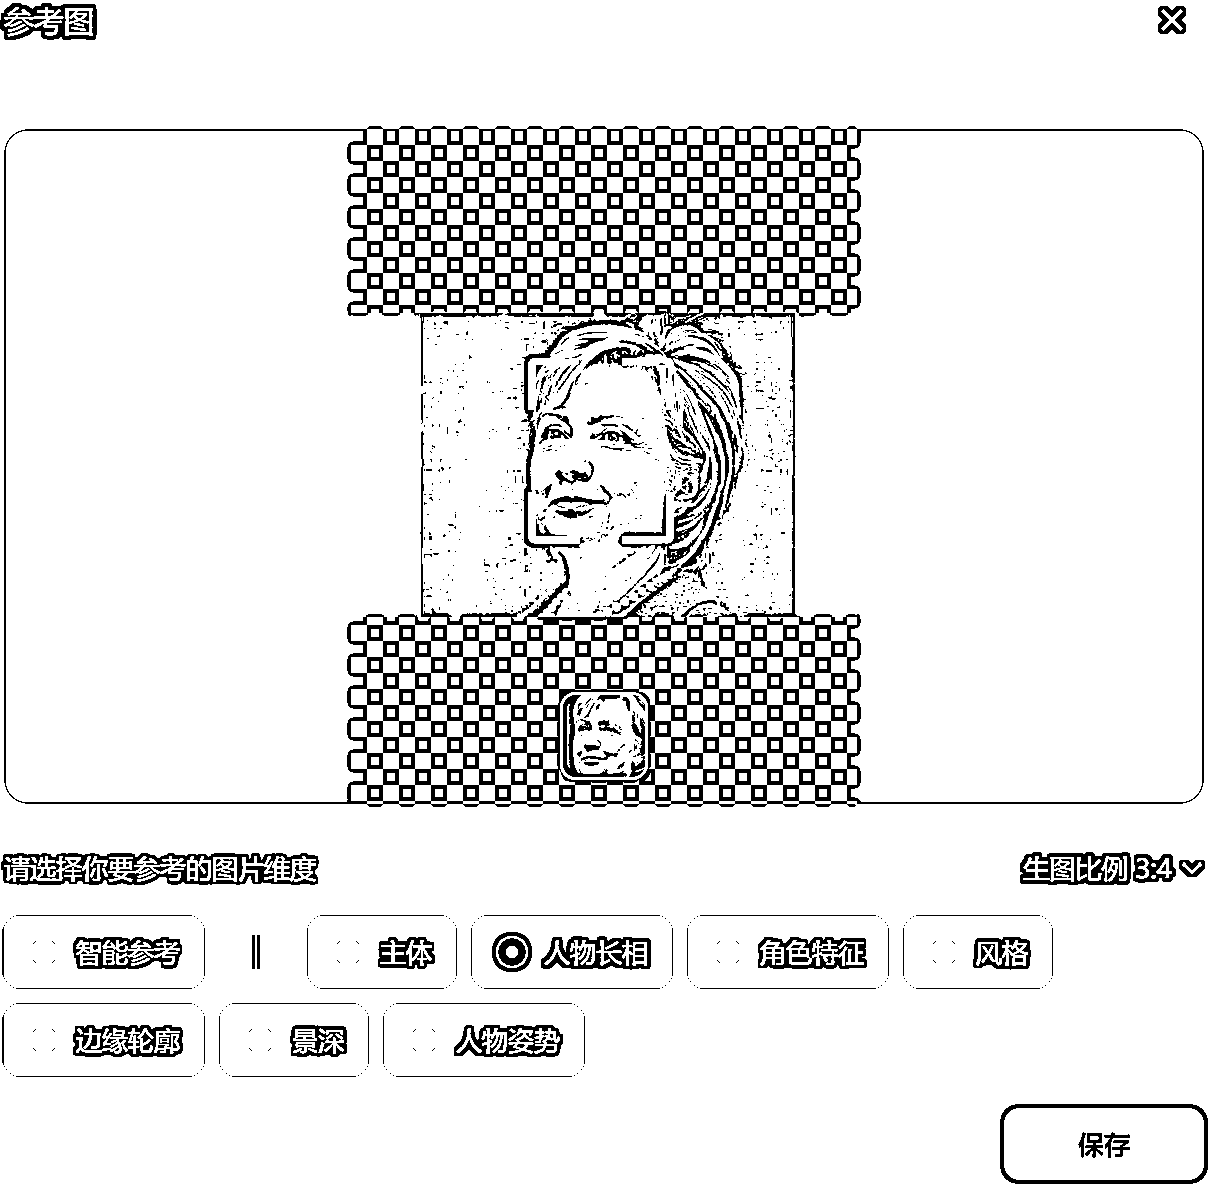 参考图
请选择你要参考的图片维度 生图比例 3:4
智能参考 主体 人物长相 角色特征 风格
边缘轮廓 景深 人物姿势
保存